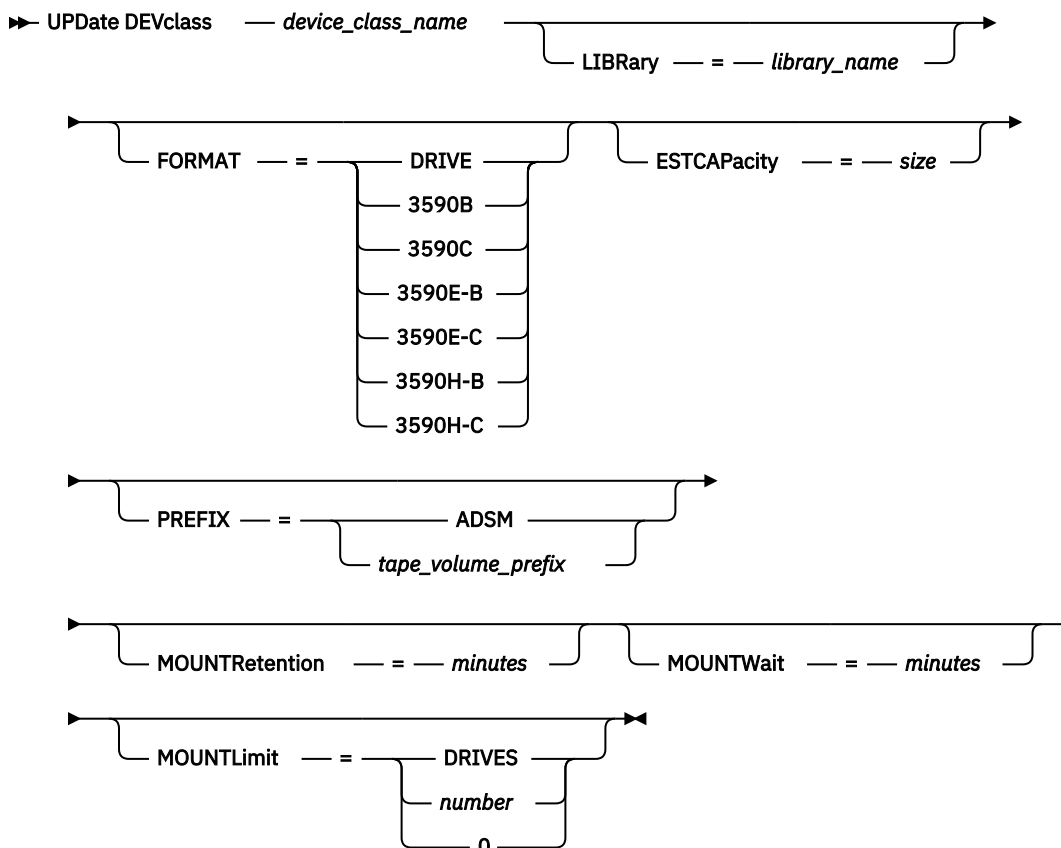 UPDate DEVclass device_class_name
LIBRary = library_name
FORMAT = DRIVE
3590B
3590C
3590E-B
3590E-C
3590H-B
3590H-C
ESTCAPacity = size
PREFIX = ADSM
tape_volume_prefix
MOUNTRetention = minutes
MOUNTWait = minutes
MOUNTLimit = DRIVES
number
0